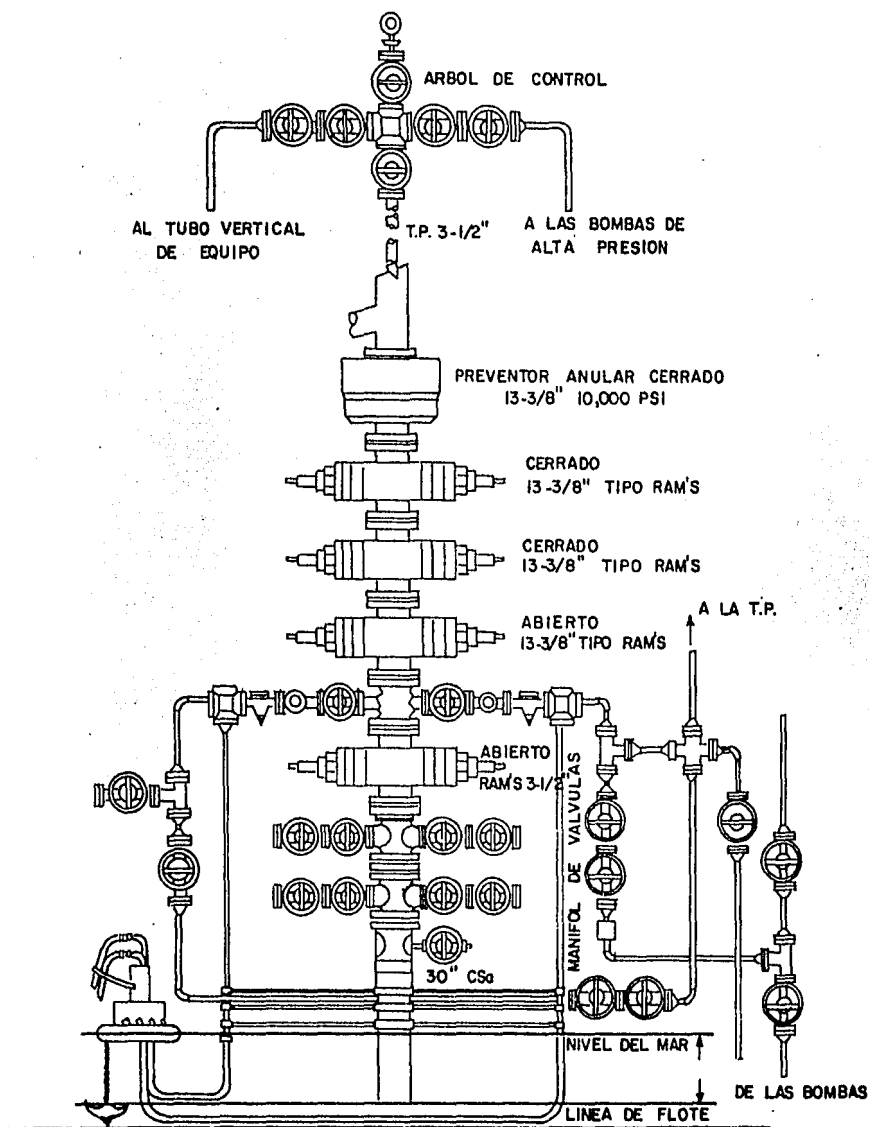 ARBOL DE CONTROL
AL TUBO VERTICAL
DE EQUIPO
A LAS BOMBAS DE
ALTA PRESION
T.P. 3-1/2"
PREVENTOR ANULAR CERRADO
13-3/8" 10,000 PSI
CERRADO
13-3/8" TIPO RAM'S
CERRADO
13-3/8" TIPO RAM'S
ABIERTO
13-3/8" TIPO RAM'S
A LA T.P.
ABIERTO
RAM'S 3-1/2"
MANIFOL DE VALVULAS
30" CSa
NIVEL DEL MAR
DE LAS BOMBAS
LINEA DE FLOTE